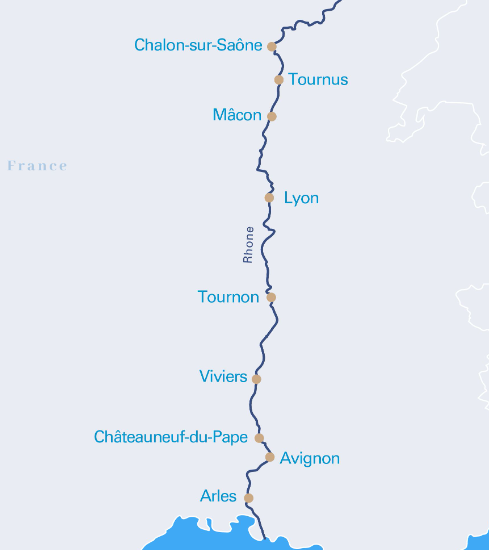 Chalon-sur-Saône
Tournus
Mâcon
France
Lyon
Rhone
Tournon
Viviers
Châteauneuf-du-Pape
Avignon
Arles